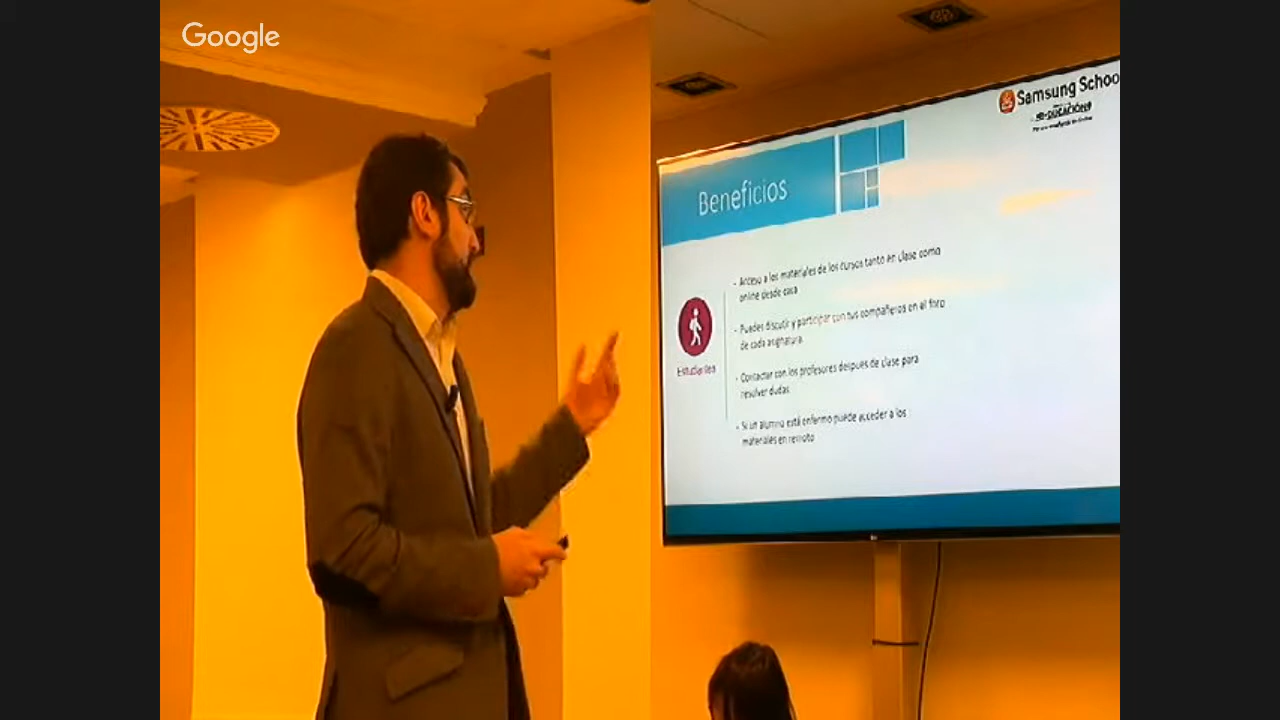 Google
Samsung Schoo
Beneficios
- Acceso a los materiales de los cursos tanto en clase como
online desde casa
- Puedes discutir y participar con tus compañeros en el foro
de cada asignatura
- Contactar con los profesores después de clase para
resolver dudas
- Si un alumno está enfermo puede acceder a los
materiales en remoto
Estudiantes